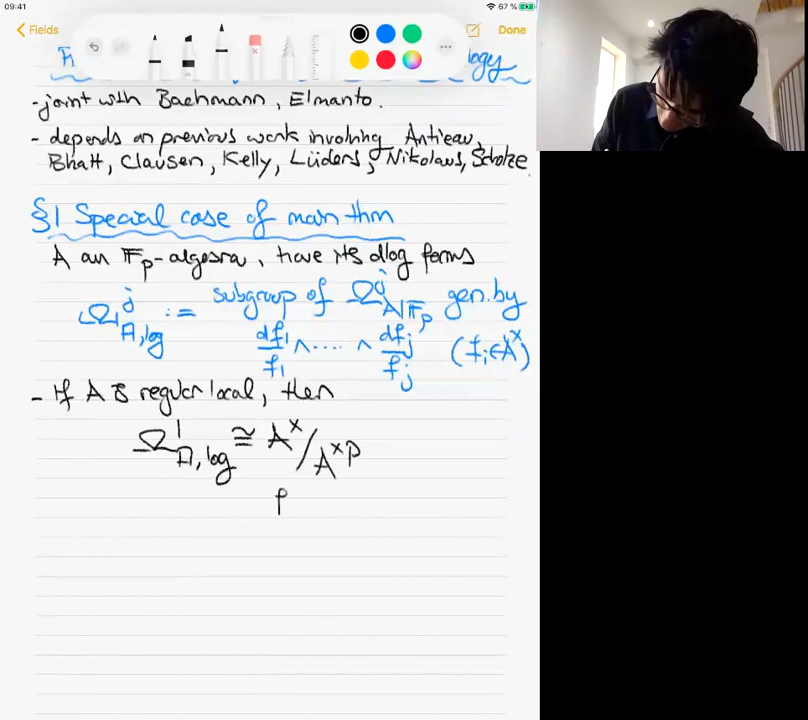 09:41 67 %
Fields Done
ogy
- joint with Bachmann, Elmanto.
- depends on previous work involving Antieau,
Bhatt, Clausen, Kelly, Lüders, Nikolaus, Scholze.
§1 Special case of main thm
A an 𝔽_p-algebra, have its dlog forms
Ω^j_{A,log} := subgroup of Ω^j_{A/𝔽_p} gen. by
df_1/f_1 ∧ .... ∧ df_j/f_j (f_i ∈ A^×)
- If A is regular local, then
Ω^1_{A,log} ≅ A^×/A^{×p}
f